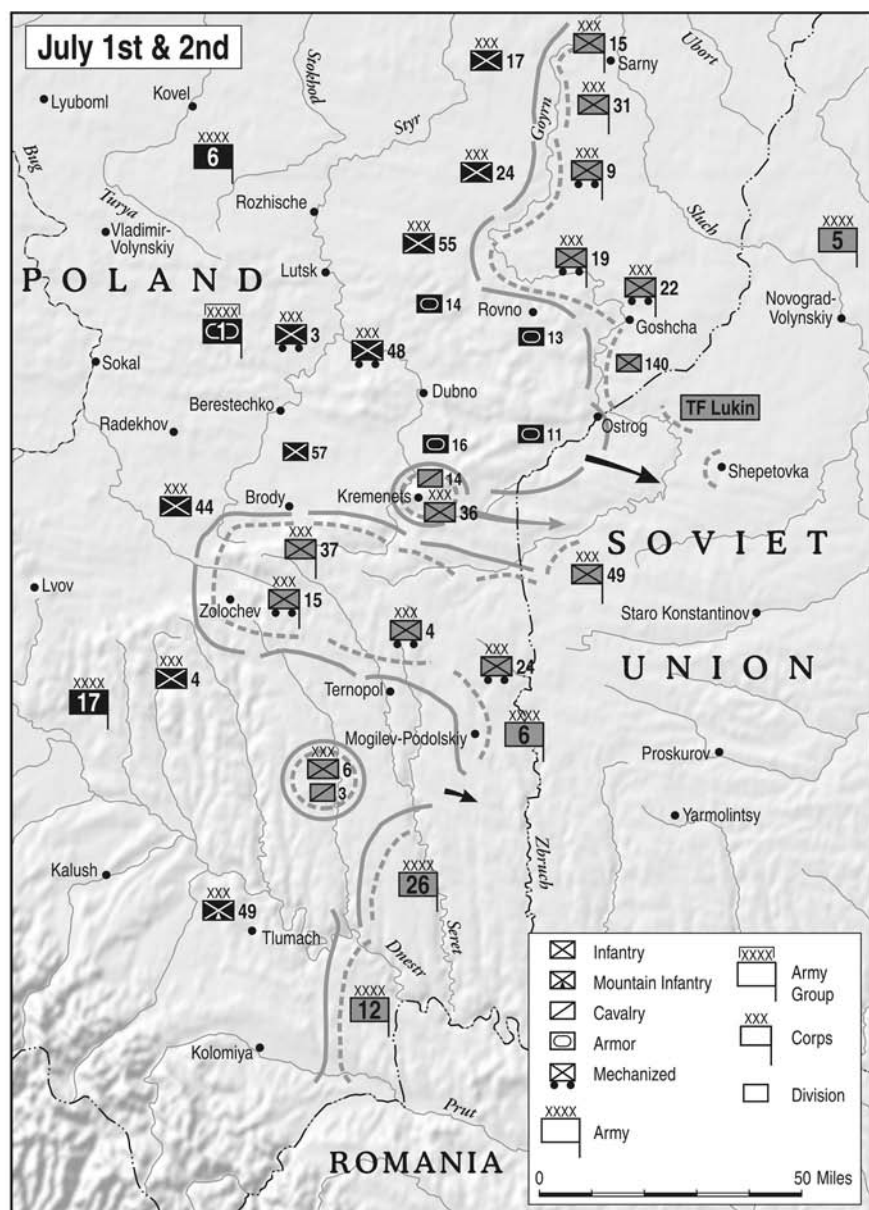 July 1st & 2nd
XXX
17
XXX
15
Sarny
Ubort
Stokhod
Lyuboml
Kovel
Goyrn
XXX
31
Styr
XXXX
6
Bug
XXX
24
XXX
9
Rozhische
Turya
Vladimir-
Volynskiy
Sluch
XXX
55
XXX
19
XXXX
5
POLAND
Lutsk
XXX
22
14
Rovno
Novograd-
Volynskiy
XXXX
1
XXX
3
XXX
48
13
Goshcha
140
Sokal
Dubno
TF Lukin
Berestechko
Radekhov
Ostrog
16
11
57
Shepetovka
14
XXX
44
Brody
Kremenets
XXX
36
SOVIET
XXX
37
XXX
49
Lvov
Zolochev
XXX
15
Staro Konstantinov
XXX
4
UNION
XXX
4
XXX
24
XXXX
17
Ternopol
XXXX
6
Mogilev-Podolskiy
Proskurov
XXX
6
3
Yarmolintsy
Zbruch
Kalush
XXXX
26
XXX
49
Tlumach
Seret
Dnestr
XXXX
12
Kolomiya
Prut
ROMANIA
Infantry
Mountain Infantry
Cavalry
Armor
Mechanized
XXXX
Army
XXXX
Army
Group
XXX
Corps
Division
0
50 Miles